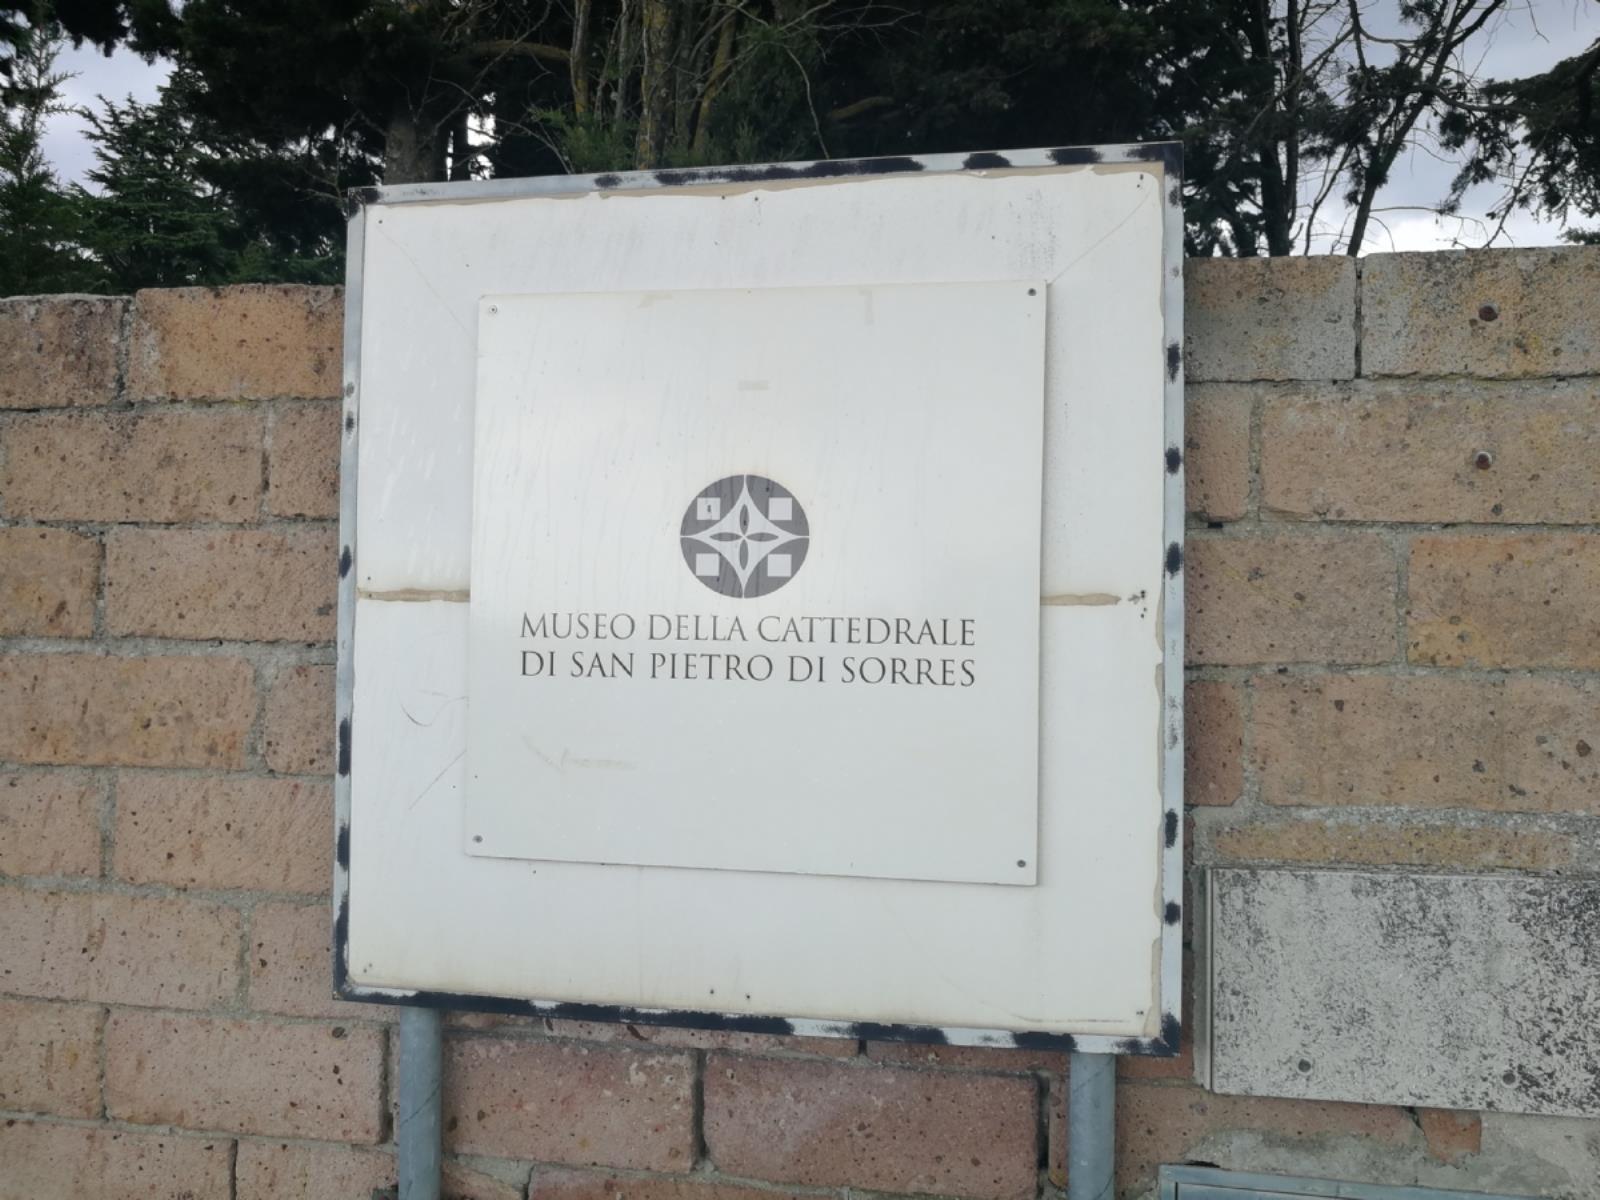 MUSEO DELLA CATTEDRALE
DI SAN PIETRO DI SORRES